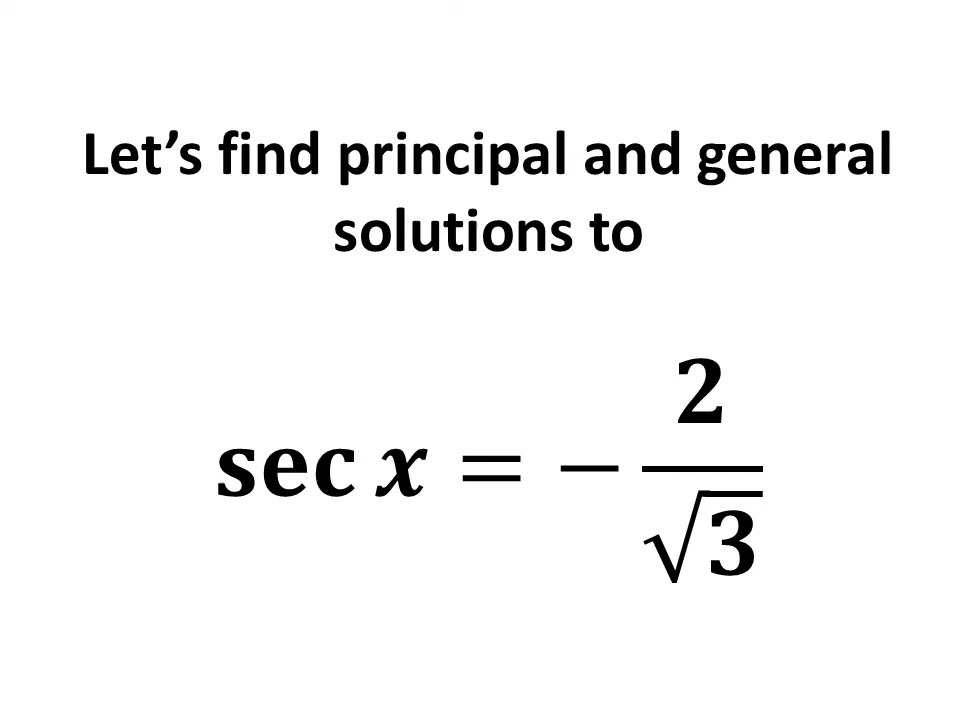 Let’s find principal and general
solutions to
sec x = − 2/√3